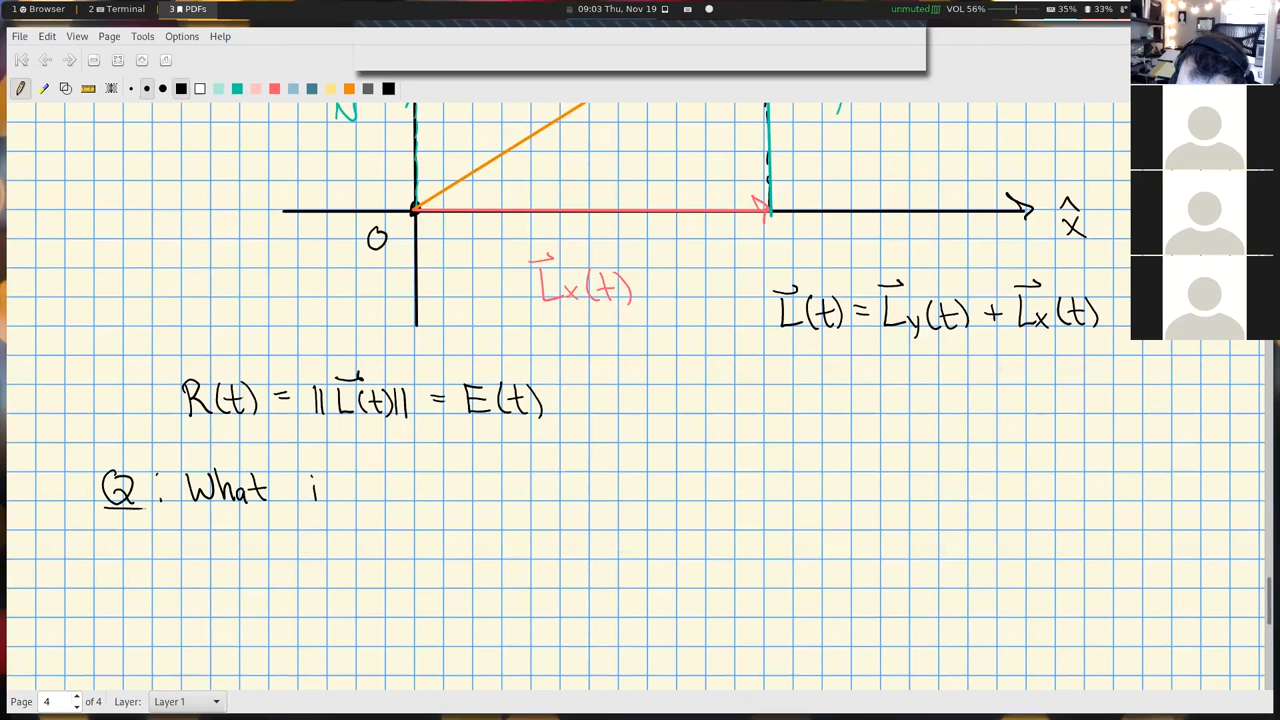 1 Browser 2 Terminal 3 PDFs 09:03 Thu, Nov 19 unmuted VOL 56% 35% 33%
File Edit View Page Tools Options Help
N
O
x̂
L⃗x(t)
L⃗(t) = L⃗y(t) + L⃗x(t)
R(t) = ||L⃗(t)|| = E(t)
Q: What i
Page 4 of 4 Layer: Layer 1